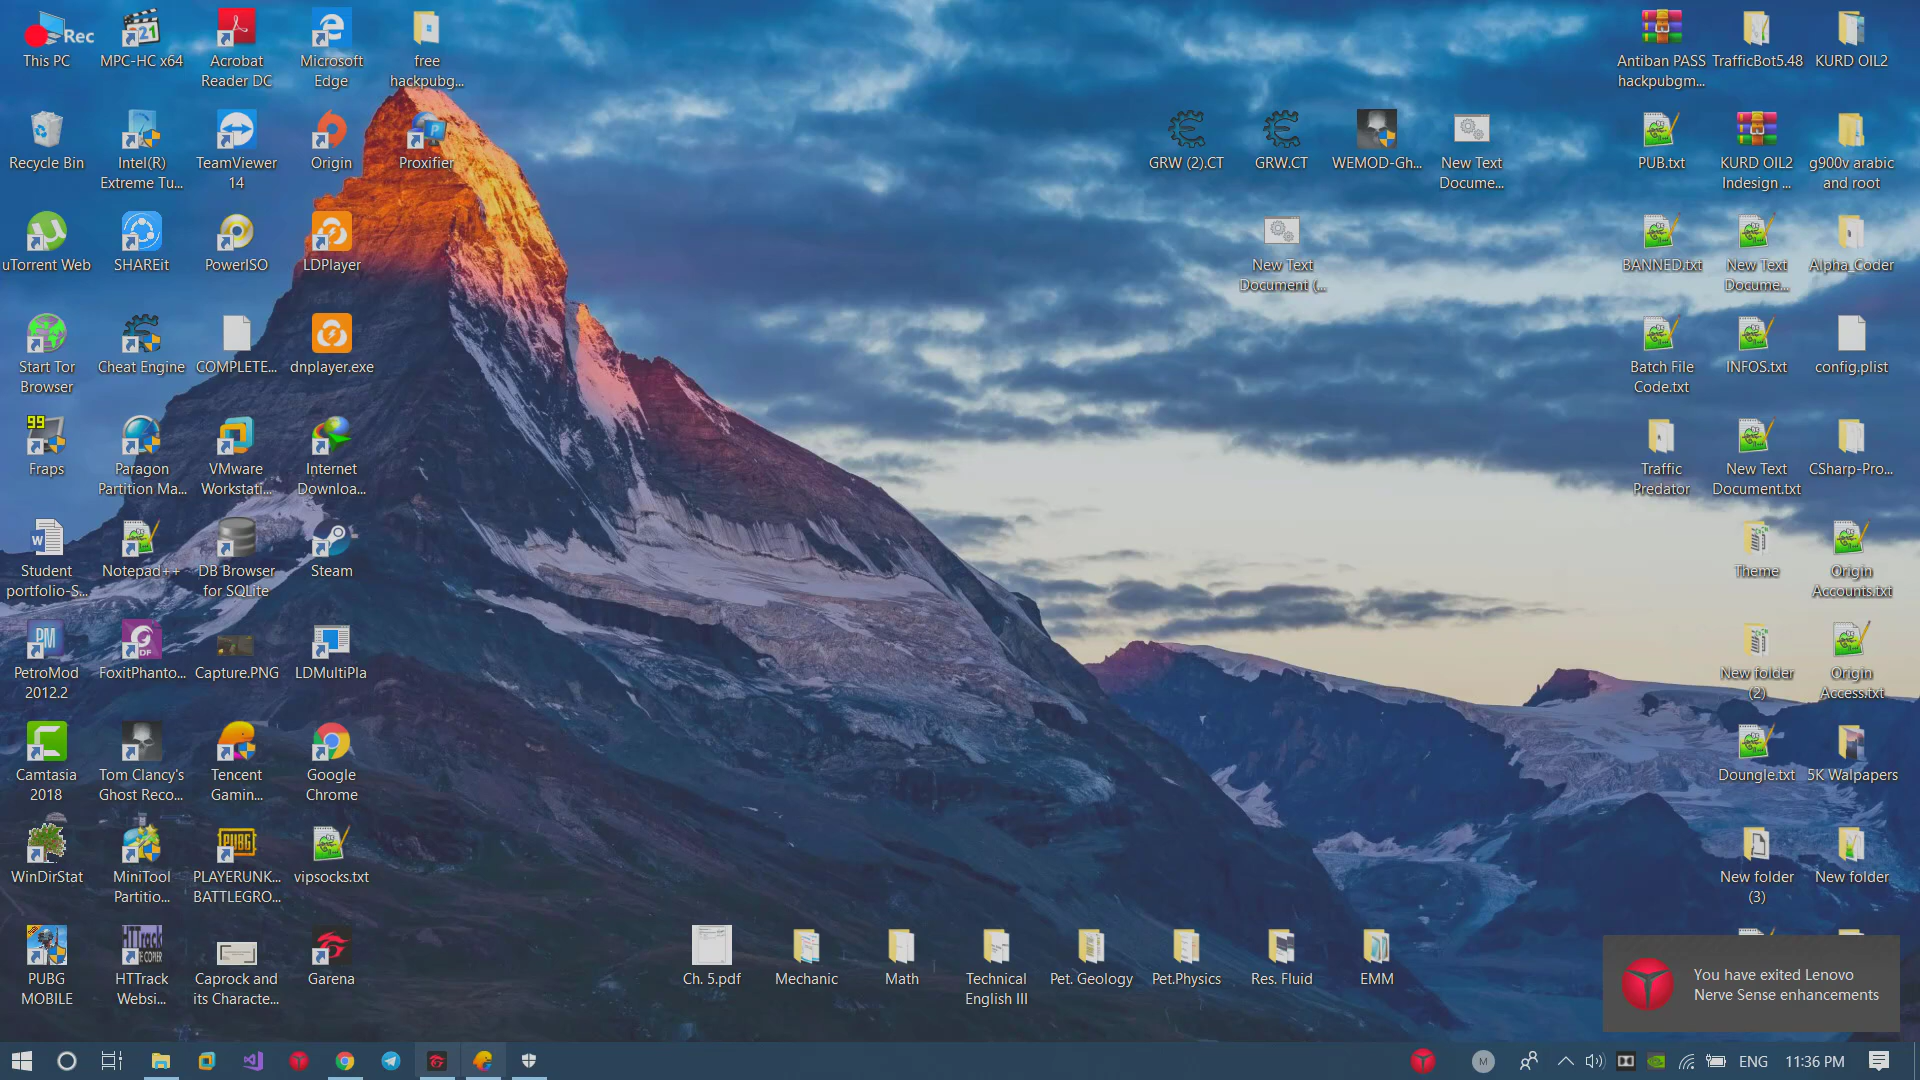 Rec
This PC
MPC-HC x64
321
Acrobat
Reader DC
Microsoft
Edge
free
hackpubg...
Antiban PASS
hackpubgm...
TrafficBot5.48
KURD OIL2
Recycle Bin
Intel(R)
Extreme Tu...
TeamViewer
14
Origin
P
Proxifier
GRW (2).CT
GRW.CT
WEMOD-Gh...
New Text
Docume...
PUB.txt
KURD OIL2
Indesign ...
g900v arabic
and root
uTorrent Web
SHAREit
PowerISO
LDPlayer
New Text
Document (...
BANNED.txt
New Text
Docume...
Alpha_Coder
Start Tor
Browser
Cheat Engine
COMPLETE...
dnplayer.exe
Batch File
Code.txt
INFOS.txt
config.plist
99
Fraps
Paragon
Partition Ma...
VMware
Workstati...
Internet
Downloa...
Traffic
Predator
New Text
Document.txt
CSharp-Pro...
W
Student
portfolio-S...
Notepad++
DB Browser
for SQLite
Steam
Theme
Origin
Accounts.txt
PM
PetroMod
2012.2
FoxitPhanto...
Capture.PNG
LDMultiPla
New folder
(2)
Origin
Access.txt
Camtasia
2018
Tom Clancy's
Ghost Reco...
Tencent
Gamin...
Google
Chrome
Doungle.txt
5K Walpapers
WinDirStat
MiniTool
Partitio...
PUBG
PLAYERUNK...
BATTLEGRO...
vipsocks.txt
New folder
(3)
New folder
PUBG
MOBILE
HTTrack
HTTrack
Websi...
Caprock and
its Characte...
Garena
Ch. 5.pdf
Mechanic
Math
Technical
English III
Pet. Geology
Pet.Physics
Res. Fluid
EMM
You have exited Lenovo
Nerve Sense enhancements
M
ENG
11:36 PM